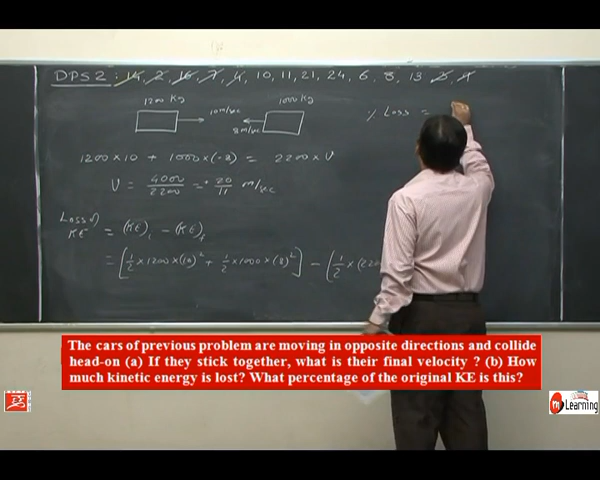 DPS 2 : 14, 2, 16, 7, 4, 10, 11, 21, 24, 6, 8, 13
1200 Kg 1000 Kg
10 m/sec
8 m/sec
% Loss =
1200 × 10 + 1000 × (-8) = 2200 × V
V = 4000 / 2200 = 20 / 11 m/sec
Loss of
KE = (KE)i - (KE)f
= [1/2 × 1200 × (10)² + 1/2 × 1000 × (8)²] - (1/2 ×
The cars of previous problem are moving in opposite directions and collide
head-on (a) If they stick together, what is their final velocity ? (b) How
much kinetic energy is lost? What percentage of the original KE is this?
Learning